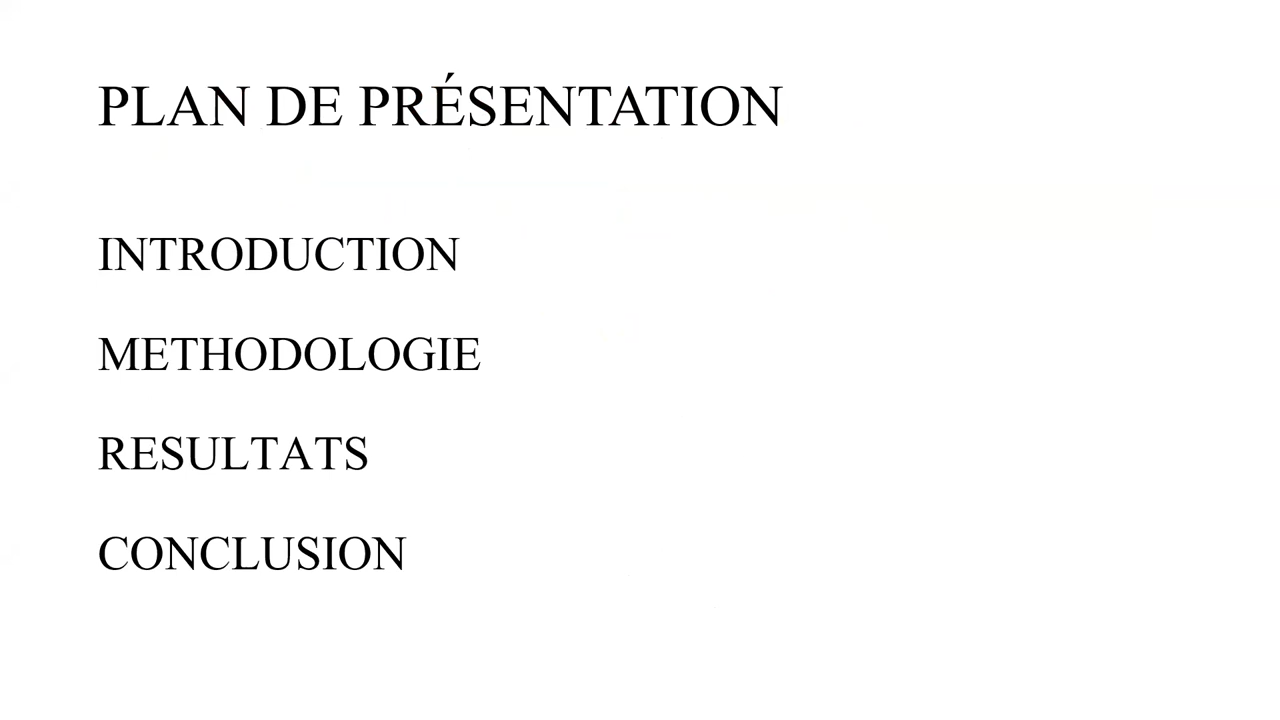 PLAN DE PRÉSENTATION
INTRODUCTION
METHODOLOGIE
RESULTATS
CONCLUSION